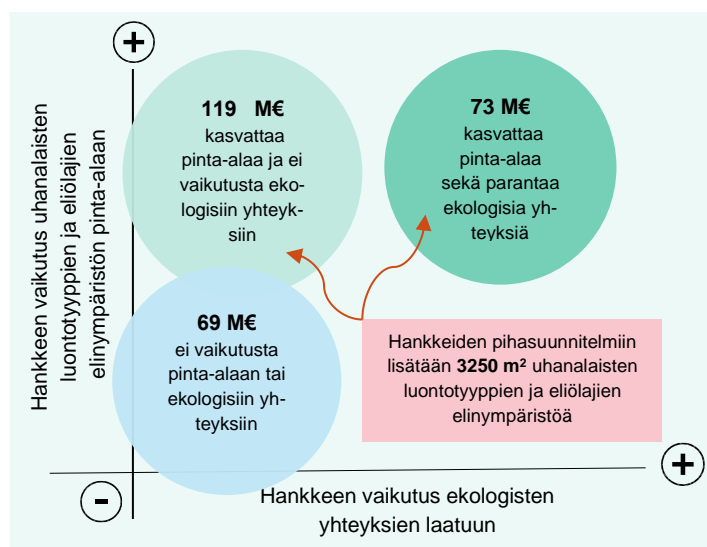 Hankkeen vaikutus uhanalaisten
luontotyyppien ja eliölajien
elinympäristön pinta-alaan
+
119 M€
kasvattaa
pinta-alaa ja ei
vaikutusta eko-
logisiin yhteyk-
siin
73 M€
kasvattaa
pinta-alaa
sekä parantaa
ekologisia yh-
teyksiä
69 M€
ei vaikutusta
pinta-alaan tai
ekologisiin yh-
teyksiin
Hankkeiden pihasuunnitelmiin
lisätään 3250 m² uhanalaisten
luontotyyppien ja eliölajien
elinympäristöä
+
-
Hankkeen vaikutus ekologisten
yhteyksien laatuun